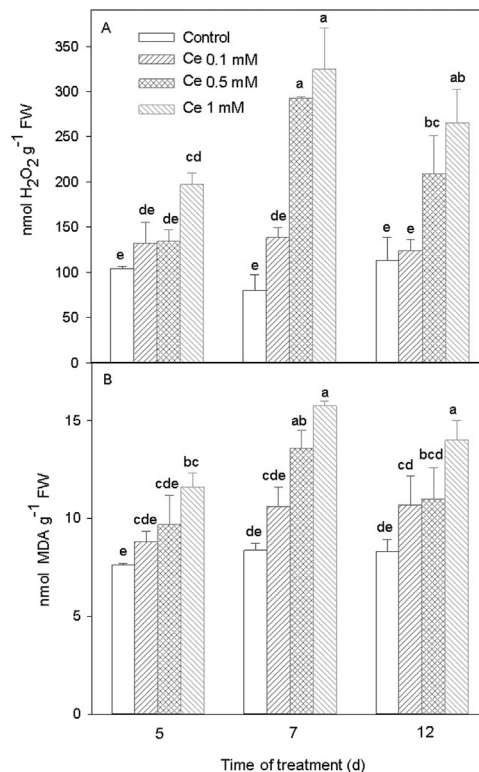 A
Control
Ce 0.1 mM
Ce 0.5 mM
Ce 1 mM
nmol H₂O₂ g⁻¹ FW
350
300
250
200
150
100
50
0
e
de
de
cd
e
de
a
a
e
e
bc
ab
B
nmol MDA g⁻¹ FW
15
10
5
0
e
cde
cde
bc
de
cde
ab
a
de
cd
bcd
a
5
7
12
Time of treatment (d)